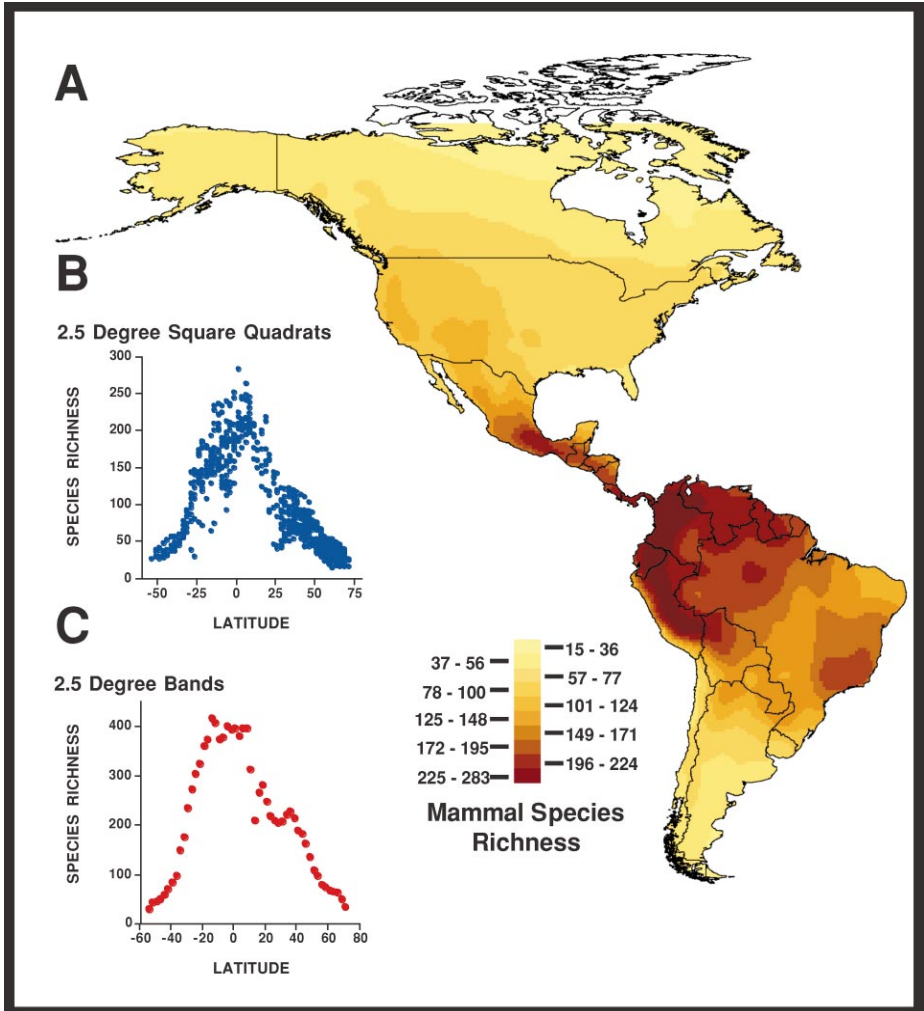 A
B
2.5 Degree Square Quadrats
300
250
200
150
100
50
0
SPECIES RICHNESS
-50 -25 0 25 50 75
LATITUDE
C
2.5 Degree Bands
400
300
200
100
0
SPECIES RICHNESS
-60 -40 -20 0 20 40 60 80
LATITUDE
15 - 36
37 - 56
57 - 77
78 - 100
101 - 124
125 - 148
149 - 171
172 - 195
196 - 224
225 - 283
Mammal Species
Richness